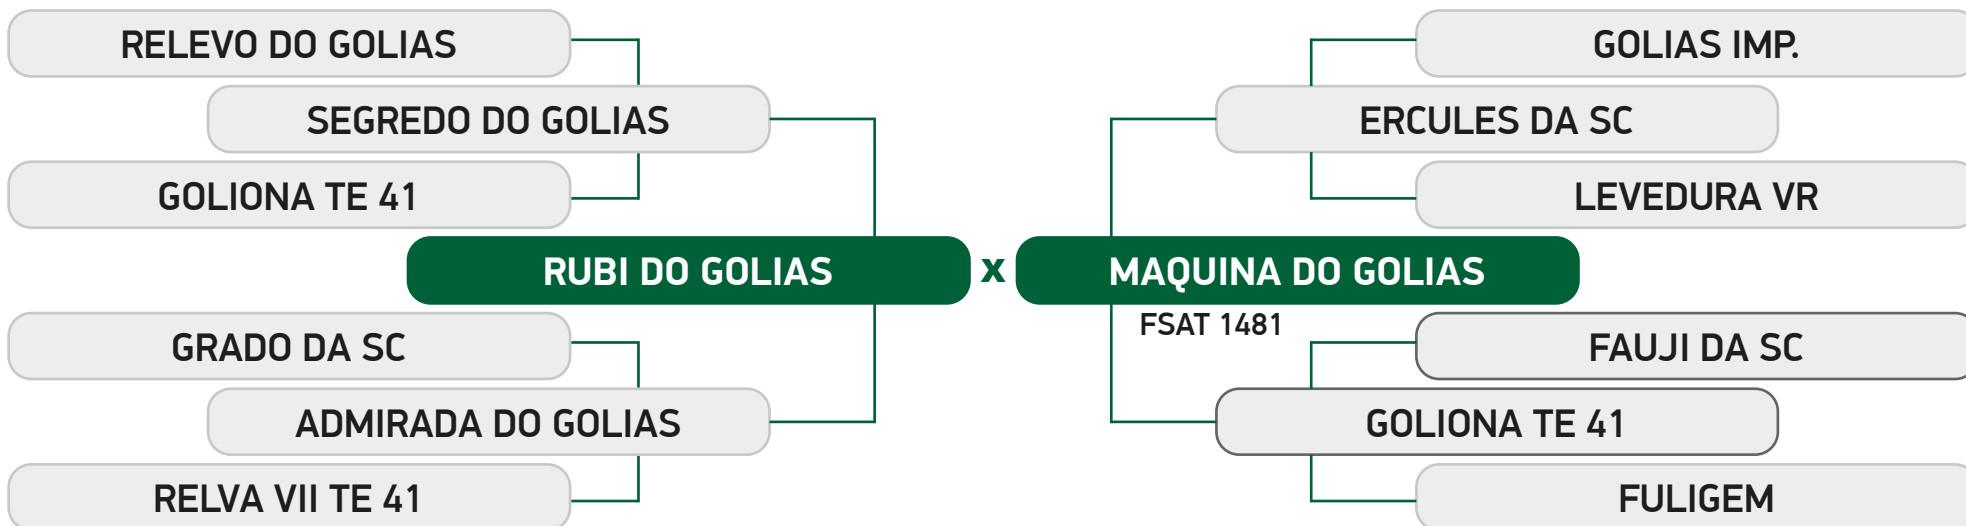 RELEVO DO GOLIAS
SEGREDO DO GOLIAS
GOLIONA TE 41
RUBI DO GOLIAS
GRADO DA SC
ADMIRADA DO GOLIAS
RELVA VII TE 41
x
GOLIAS IMP.
ERCULES DA SC
LEVEDURA VR
MAQUINA DO GOLIAS
FSAT 1481
FAUJI DA SC
GOLIONA TE 41
FULIGEM